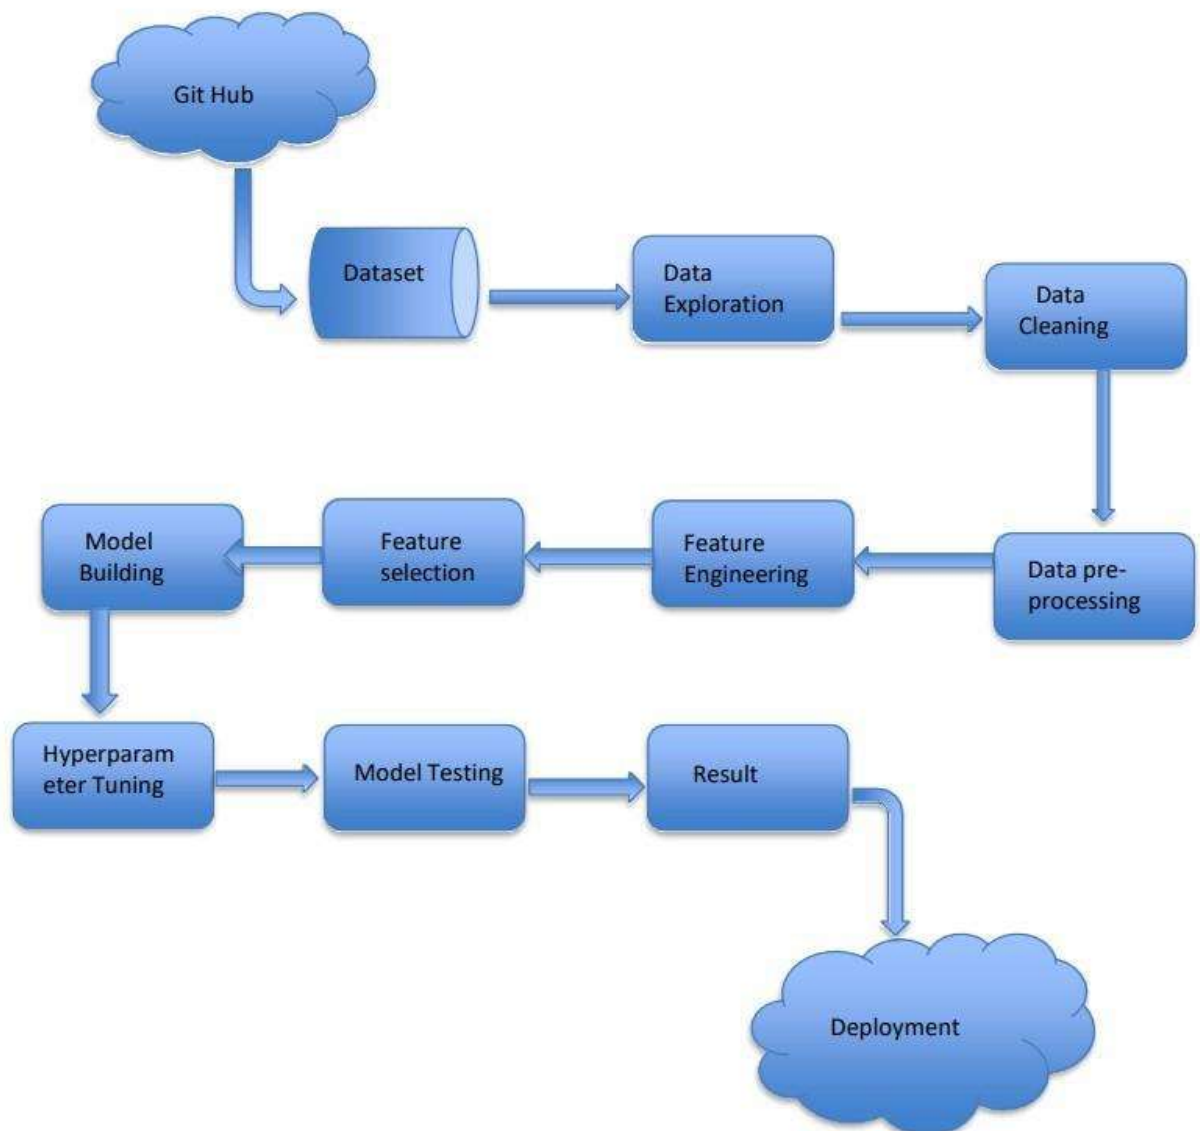 Git Hub
Dataset
Data
Exploration
Data
Cleaning
Data pre-
processing
Feature
Engineering
Feature
selection
Model
Building
Hyperparam
eter Tuning
Model Testing
Result
Deployment